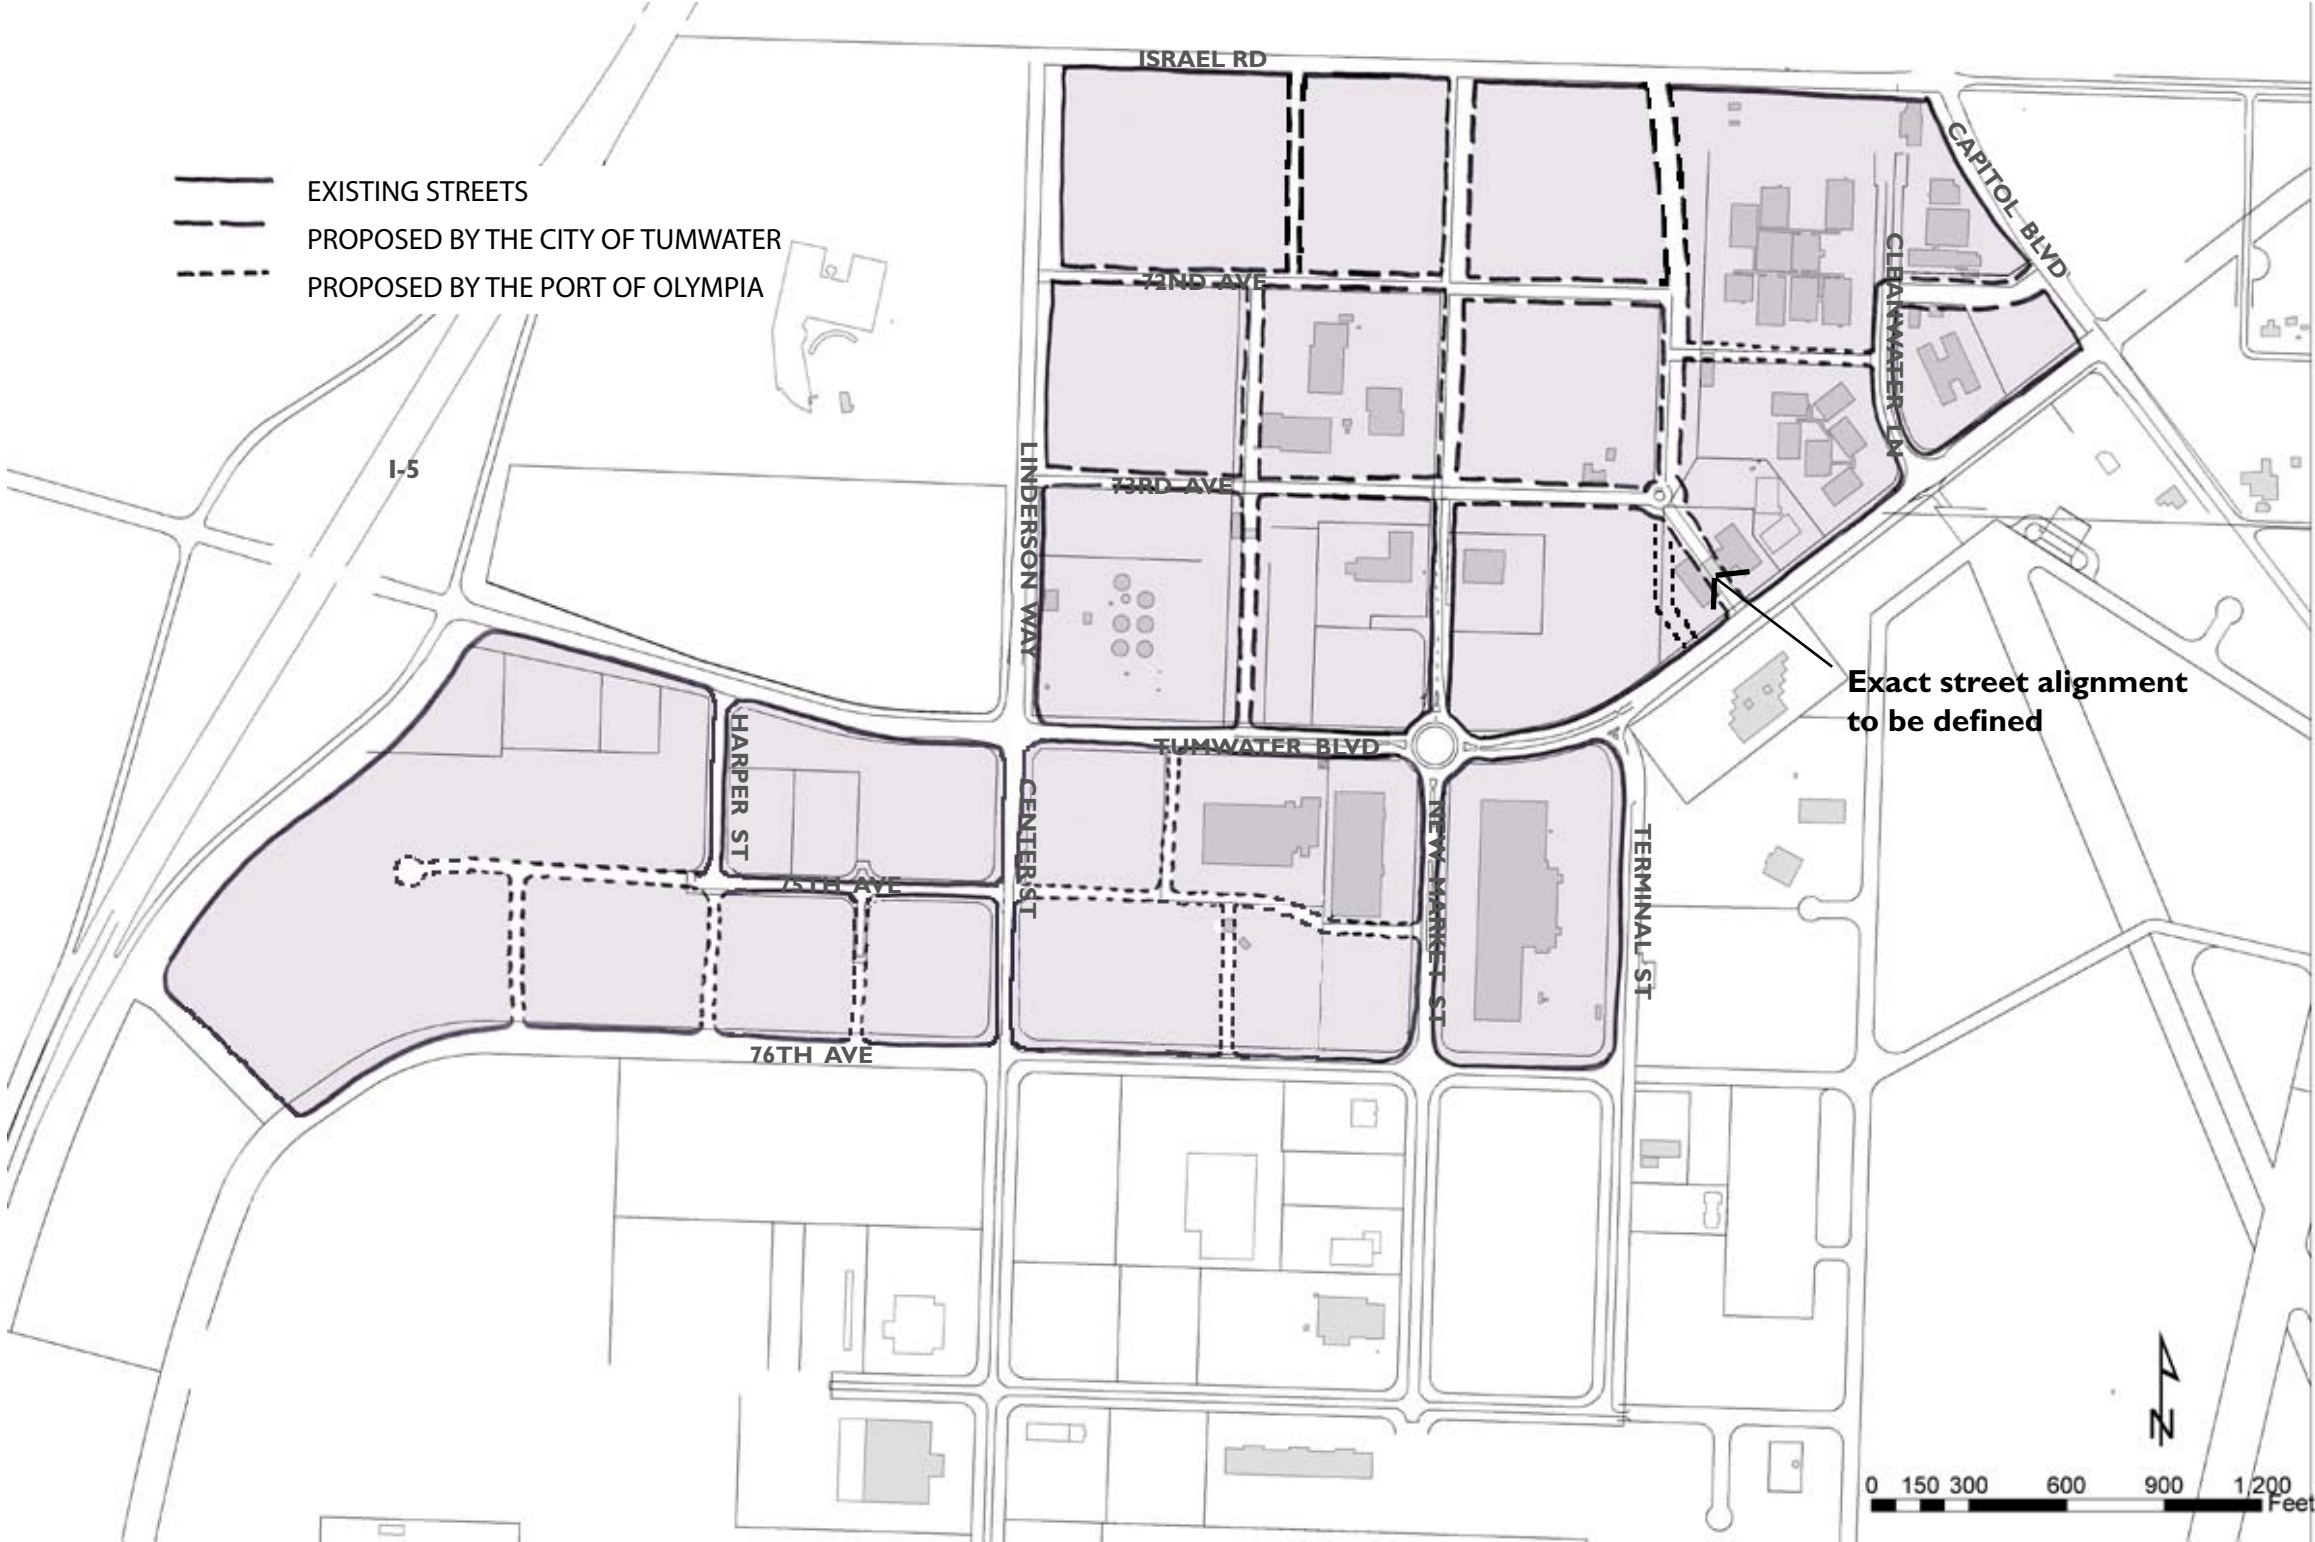 ISRAEL RD
CAPITOL BLVD
EXISTING STREETS
PROPOSED BY THE CITY OF TUMWATER
PROPOSED BY THE PORT OF OLYMPIA
CLEANWATER LN
72ND AVE
I-5
LINDERSON WAY
73RD AVE
Exact street alignment
to be defined
HARPER ST
TUMWATER BLVD
CENTER ST
NEW MARKET ST
TERMINAL ST
75TH AVE
76TH AVE
N
0 150 300 600 900 1,200
Feet